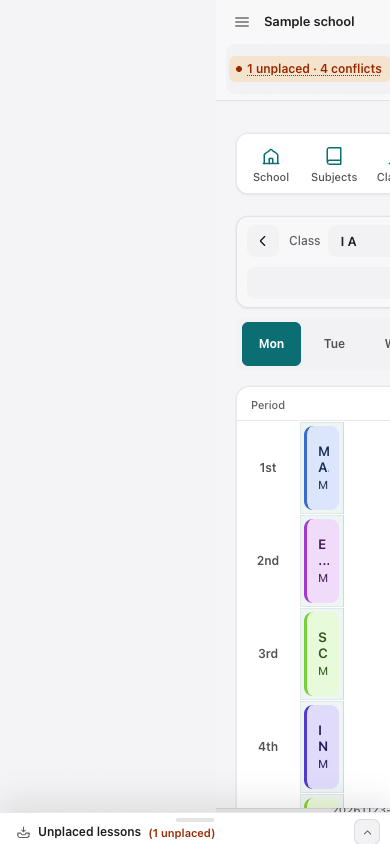 Sample school
1 unplaced · 4 conflicts
School
Subjects
Class
I A
Mon
Tue
Period
1st
M
A
M
2nd
E
...
M
3rd
S
C
M
4th
I
N
M
Unplaced lessons (1 unplaced)